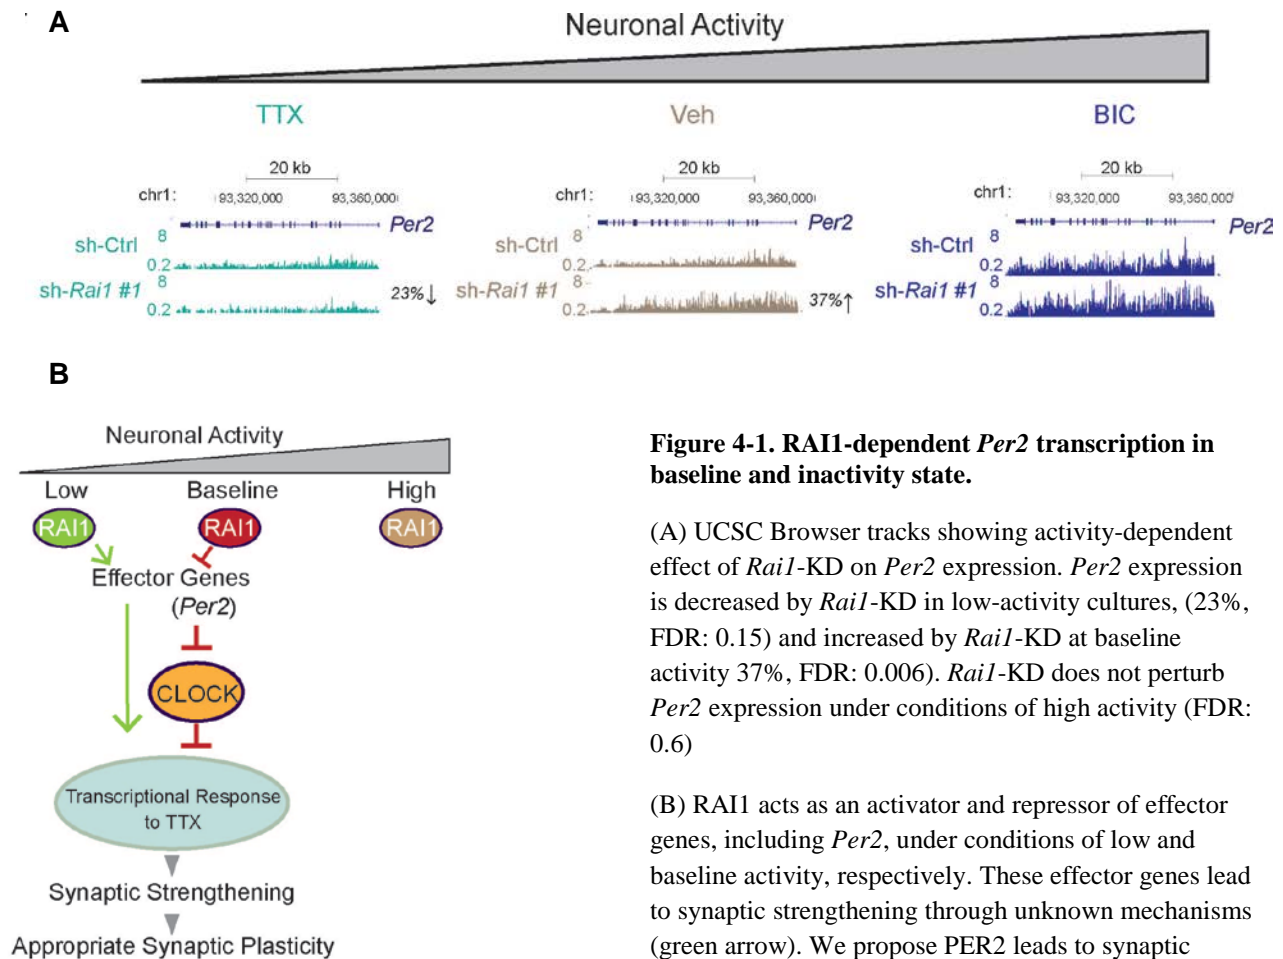 A
Neuronal Activity
TTX
Veh
BIC
20 kb
20 kb
20 kb
chr1:
93,320,000
93,360,000
chr1:
93,320,000
93,360,000
chr1:
93,320,000
93,360,000
Per2
Per2
Per2
sh-Ctrl
8
0.2
sh-Rai1 #1
8
0.2
23%↓
sh-Ctrl
8
0.2
sh-Rai1 #1
8
0.2
37%↑
sh-Ctrl
8
0.2
sh-Rai1 #1
8
0.2
B
Neuronal Activity
Low
Baseline
High
RAI1
RAI1
RAI1
Effector Genes
(Per2)
CLOCK
Transcriptional Response
to TTX
Synaptic Strengthening
Appropriate Synaptic Plasticity
Figure 4-1. RAI1-dependent Per2 transcription in
baseline and inactivity state.
(A) UCSC Browser tracks showing activity-dependent
effect of Rai1-KD on Per2 expression. Per2 expression
is decreased by Rai1-KD in low-activity cultures, (23%,
FDR: 0.15) and increased by Rai1-KD at baseline
activity 37%, FDR: 0.006). Rai1-KD does not perturb
Per2 expression under conditions of high activity (FDR:
0.6)
(B) RAI1 acts as an activator and repressor of effector
genes, including Per2, under conditions of low and
baseline activity, respectively. These effector genes lead
to synaptic strengthening through unknown mechanisms
(green arrow). We propose PER2 leads to synaptic